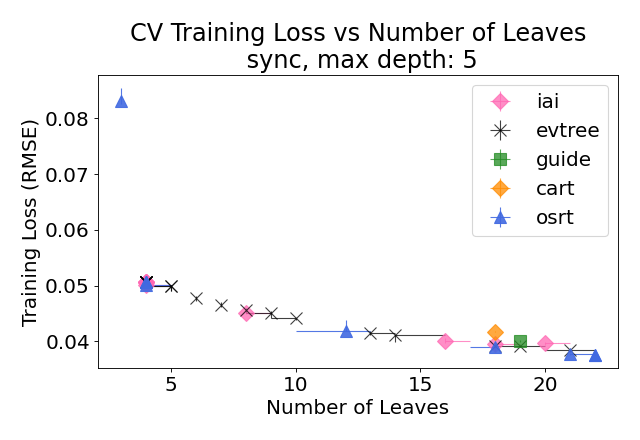 CV Training Loss vs Number of Leaves
sync, max depth: 5
Training Loss (RMSE)
0.08
0.07
0.06
0.05
0.04
5
10
15
20
Number of Leaves
iai
evtree
guide
cart
osrt